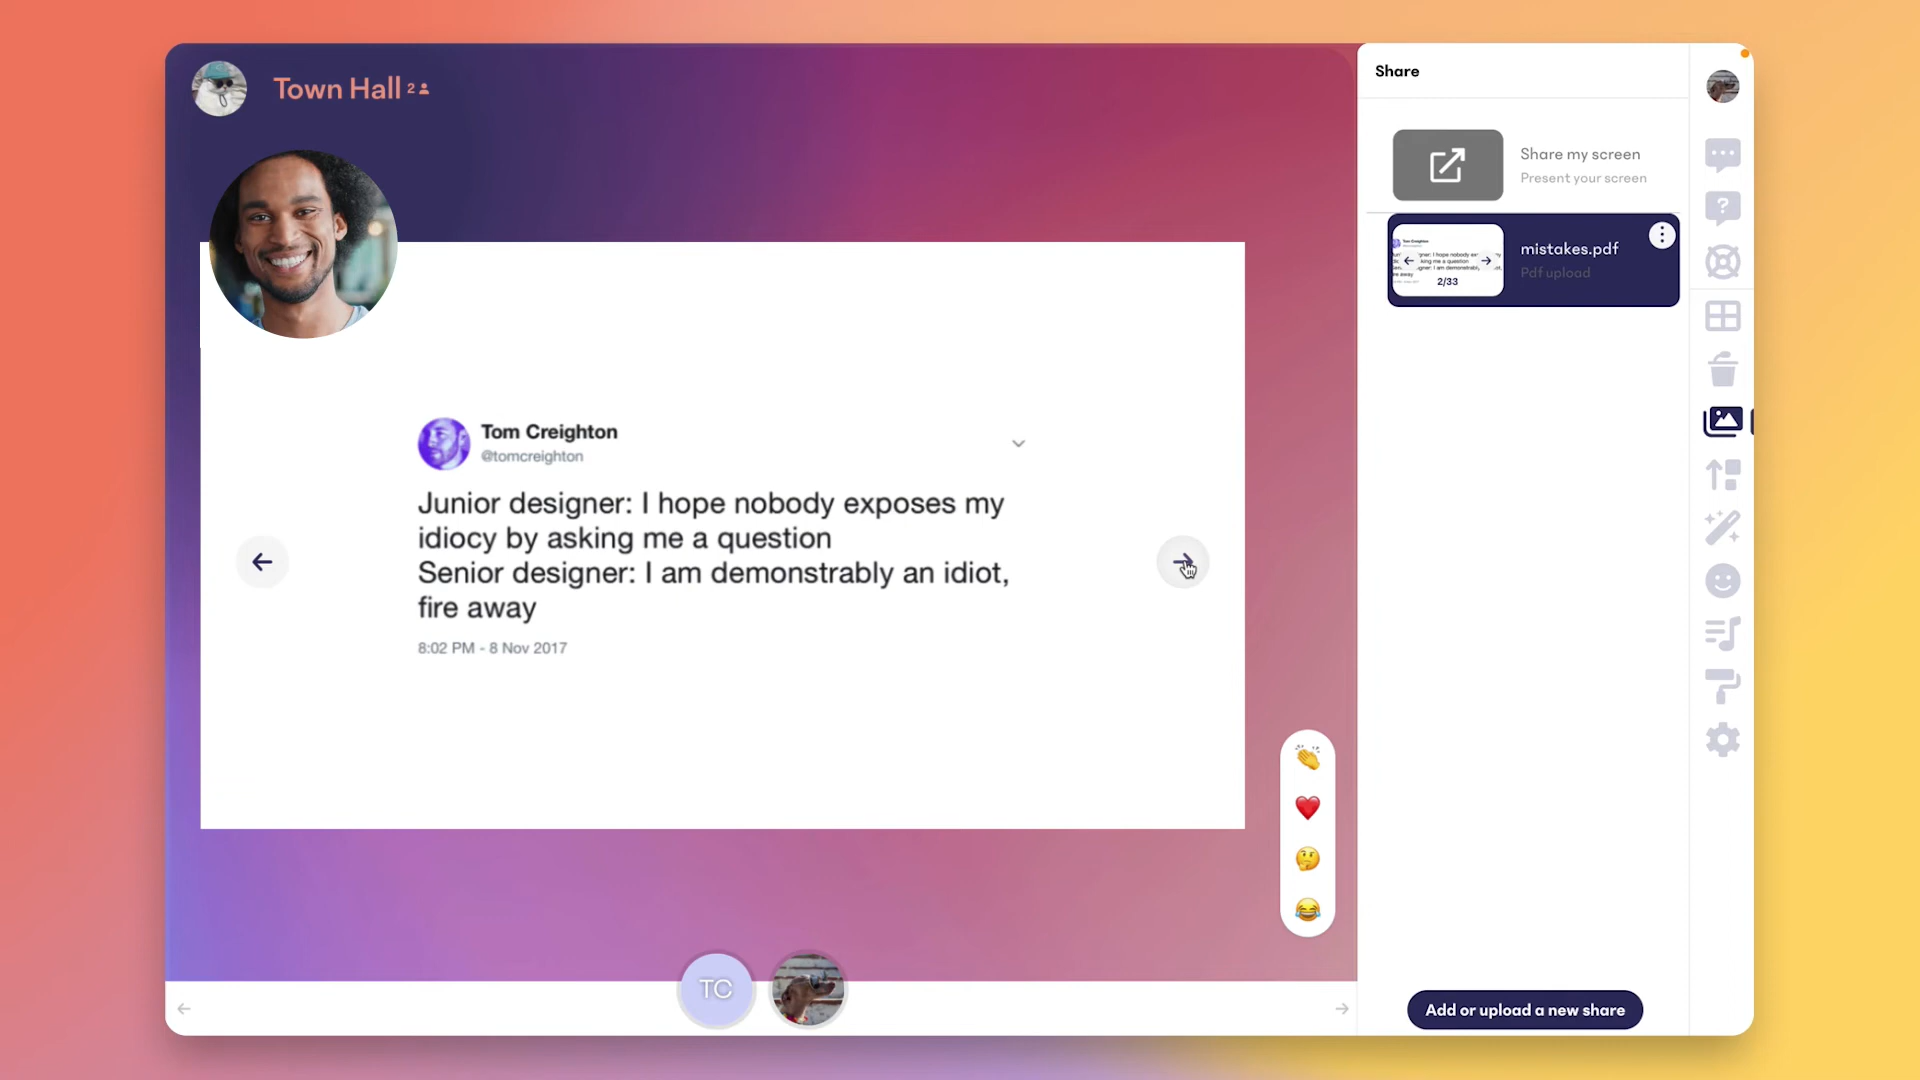 Town Hall 2
Tom Creighton
@tomcreighton
Junior designer: I hope nobody exposes my
idiocy by asking me a question
Senior designer: I am demonstrably an idiot,
fire away
8:02 PM - 8 Nov 2017
TC
Share
Share my screen
Present your screen
Tom Creighton
2/33
mistakes.pdf
Pdf upload
Add or upload a new share